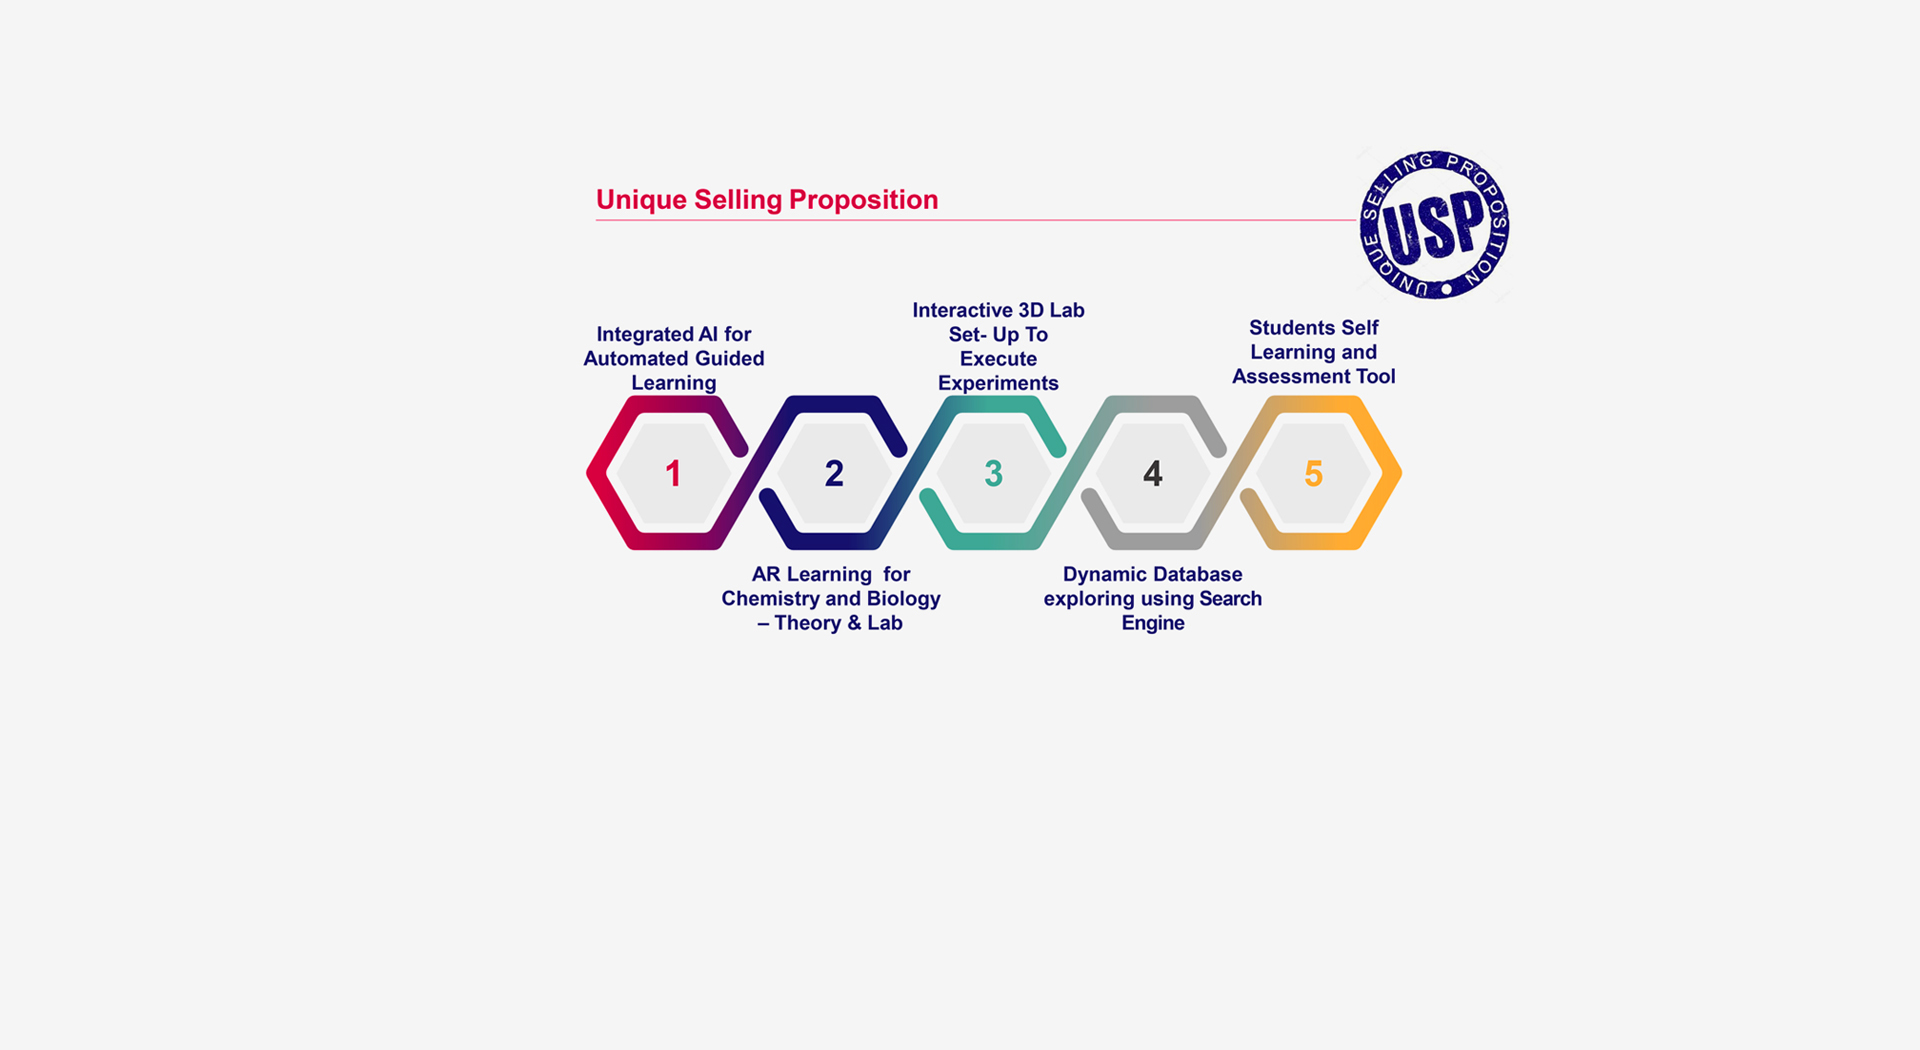 Unique Selling Proposition
UNIQUE SELLING PROPOSITION
USP
Integrated AI for
Automated Guided
Learning
Interactive 3D Lab
Set- Up To
Execute
Experiments
Students Self
Learning and
Assessment Tool
1
2
3
4
5
AR Learning  for
Chemistry and Biology
– Theory & Lab
Dynamic Database
exploring using Search
Engine